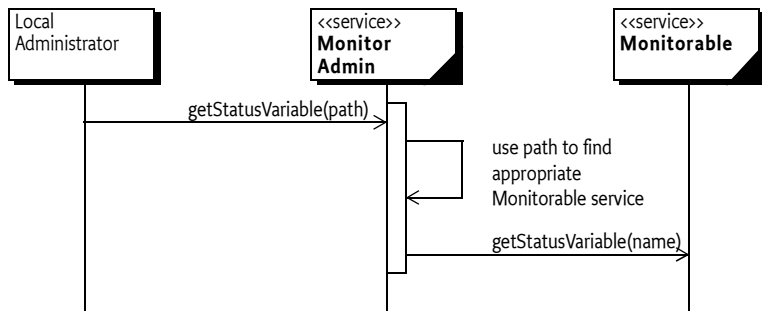 Local
Administrator
<<service>>
Monitor
Admin
<<service>>
Monitorable
getStatusVariable(path)
use path to find
appropriate
Monitorable service
getStatusVariable(name)